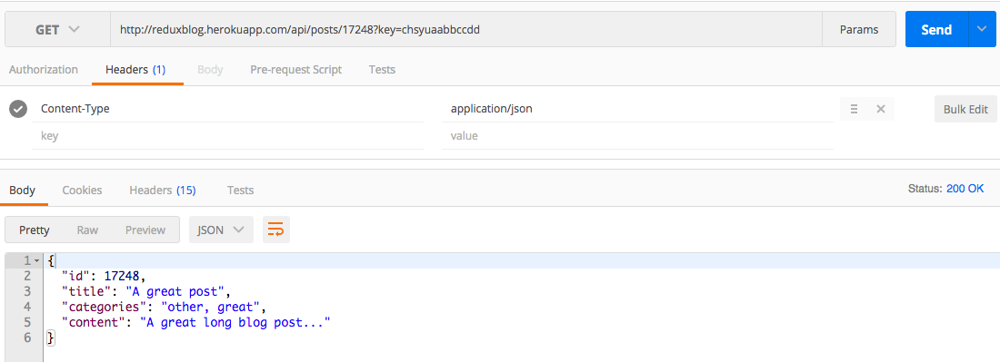 GET http://reduxblog.herokuapp.com/api/posts/17248?key=chsyuaabbccdd Params Send
Authorization Headers (1) Body Pre-request Script Tests
Content-Type application/json Bulk Edit
key value
Body Cookies Headers (15) Tests Status: 200 OK
Pretty Raw Preview JSON
1 {
2 "id": 17248,
3 "title": "A great post",
4 "categories": "other, great",
5 "content": "A great long blog post..."
6 }